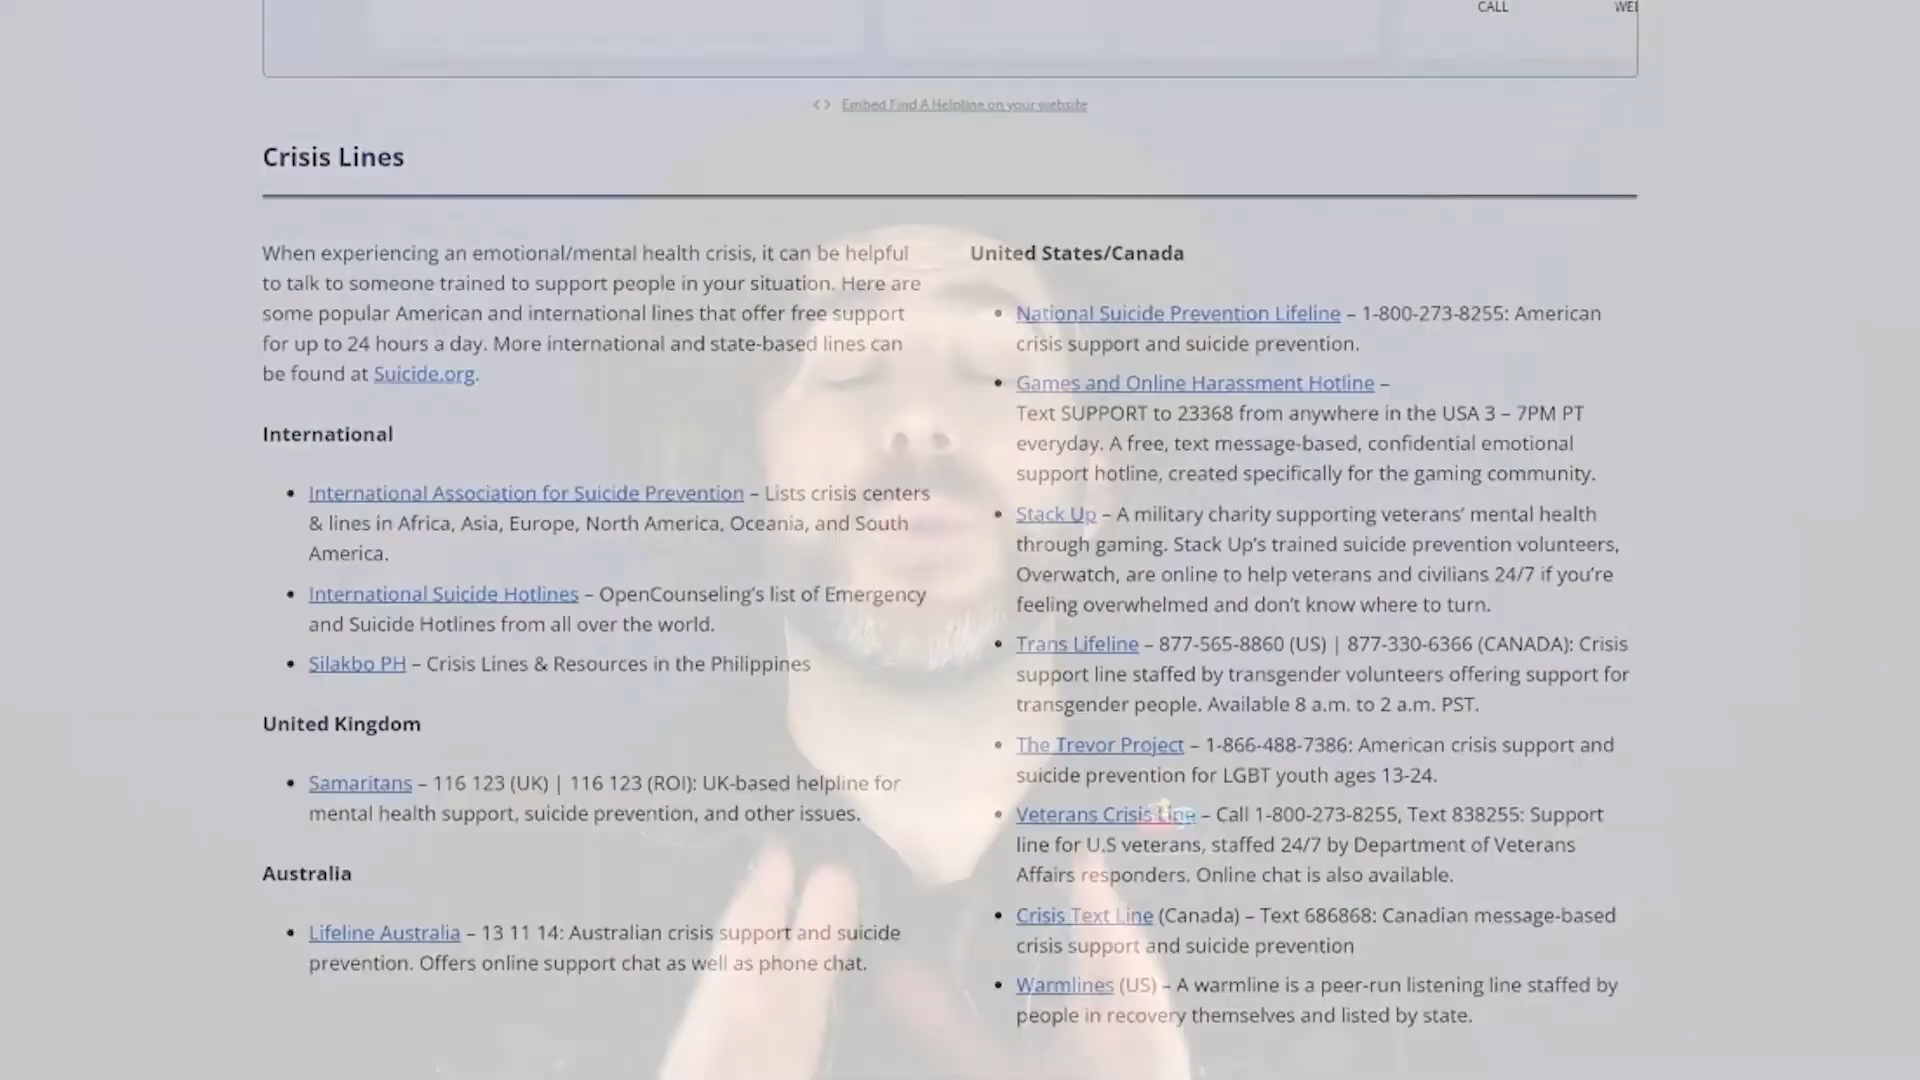 CALL
Embed Find A Helpline on your website
Crisis Lines
When experiencing an emotional/mental health crisis, it can be helpful
to talk to someone trained to support people in your situation. Here are
some popular American and international lines that offer free support
for up to 24 hours a day. More international and state-based lines can
be found at Suicide.org.
International
International Association for Suicide Prevention – Lists crisis centers
& lines in Africa, Asia, Europe, North America, Oceania, and South
America.
International Suicide Hotlines – OpenCounseling's list of Emergency
and Suicide Hotlines from all over the world.
Silakbo PH – Crisis Lines & Resources in the Philippines
United Kingdom
Samaritans – 116 123 (UK) | 116 123 (ROI): UK-based helpline for
mental health support, suicide prevention, and other issues.
Australia
Lifeline Australia – 13 11 14: Australian crisis support and suicide
prevention. Offers online support chat as well as phone chat.
United States/Canada
National Suicide Prevention Lifeline – 1-800-273-8255: American
crisis support and suicide prevention.
Games and Online Harassment Hotline –
Text SUPPORT to 23368 from anywhere in the USA 3 – 7PM PT
everyday. A free, text message-based, confidential emotional
support hotline, created specifically for the gaming community.
Stack Up – A military charity supporting veterans' mental health
through gaming. Stack Up's trained suicide prevention volunteers,
Overwatch, are online to help veterans and civilians 24/7 if you're
feeling overwhelmed and don't know where to turn.
Trans Lifeline – 877-565-8860 (US) | 877-330-6366 (CANADA): Crisis
support line staffed by transgender volunteers offering support for
transgender people. Available 8 a.m. to 2 a.m. PST.
The Trevor Project – 1-866-488-7386: American crisis support and
suicide prevention for LGBT youth ages 13-24.
Veterans Crisis Line – Call 1-800-273-8255, Text 838255: Support
line for U.S veterans, staffed 24/7 by Department of Veterans
Affairs responders. Online chat is also available.
Crisis Text Line (Canada) – Text 686868: Canadian message-based
crisis support and suicide prevention
Warmlines (US) – A warmline is a peer-run listening line staffed by
people in recovery themselves and listed by state.